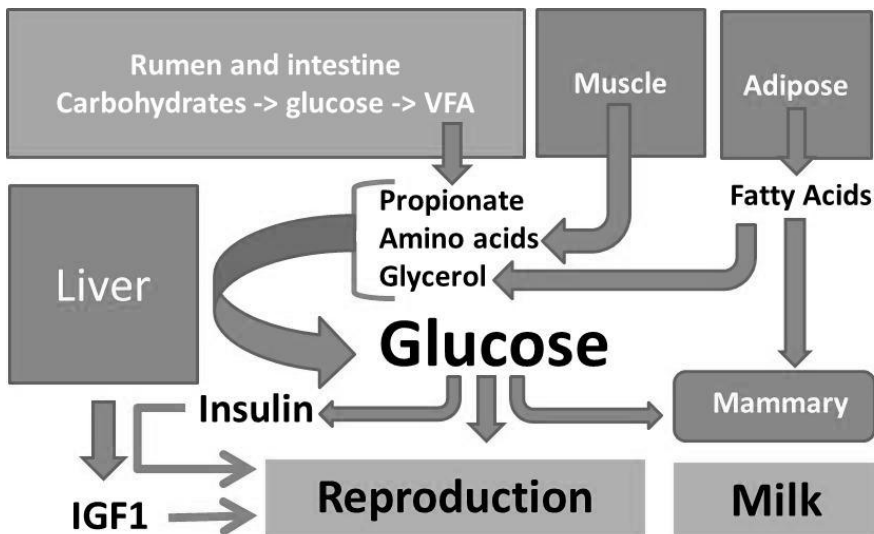 Rumen and intestine
Carbohydrates -> glucose -> VFA
Muscle
Adipose
Propionate
Amino acids
Glycerol
Fatty Acids
Liver
Glucose
Insulin
Mammary
IGF1
Reproduction
Milk